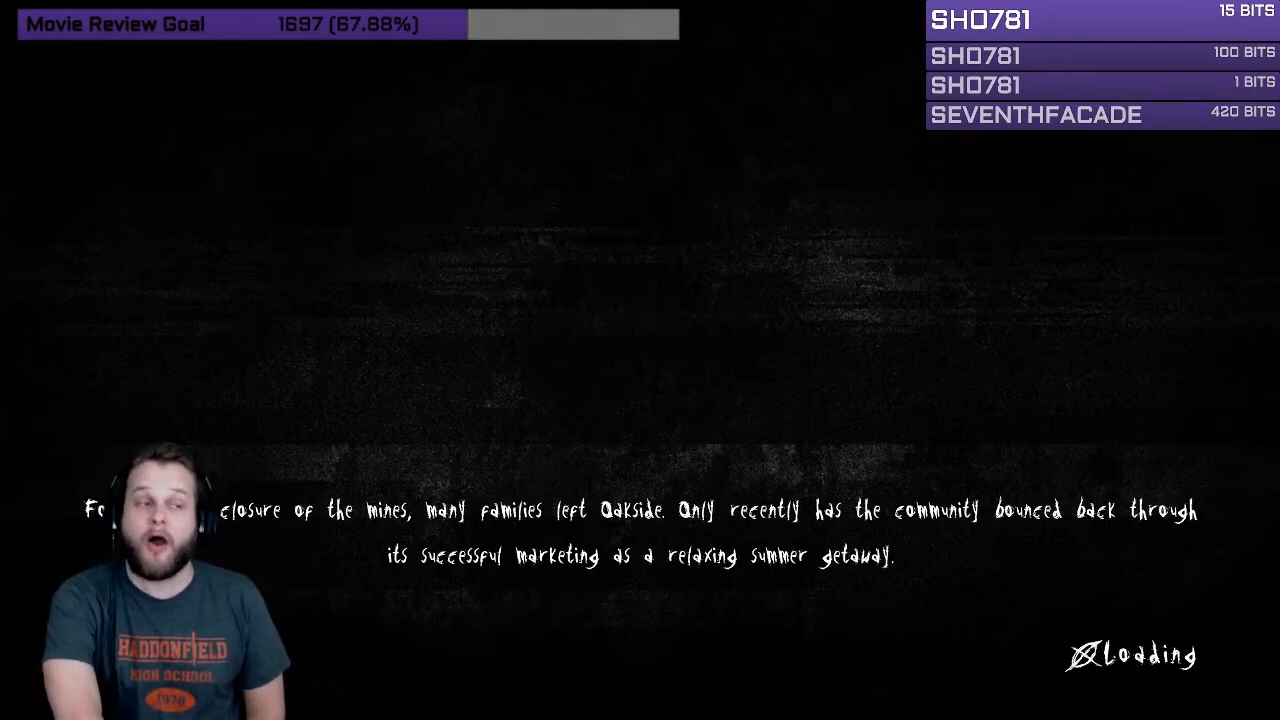 Movie Review Goal 1697 (67.88%)
SHO781 15 BITS
SHO781 100 BITS
SHO781 1 BITS
SEVENTHFACADE 420 BITS
closure of the mines, many families left Oakside. Only recently has the community bounced back through
its successful marketing as a relaxing summer getaway.
Loading
HADDONFIELD
HIGH SCHOOL
1978